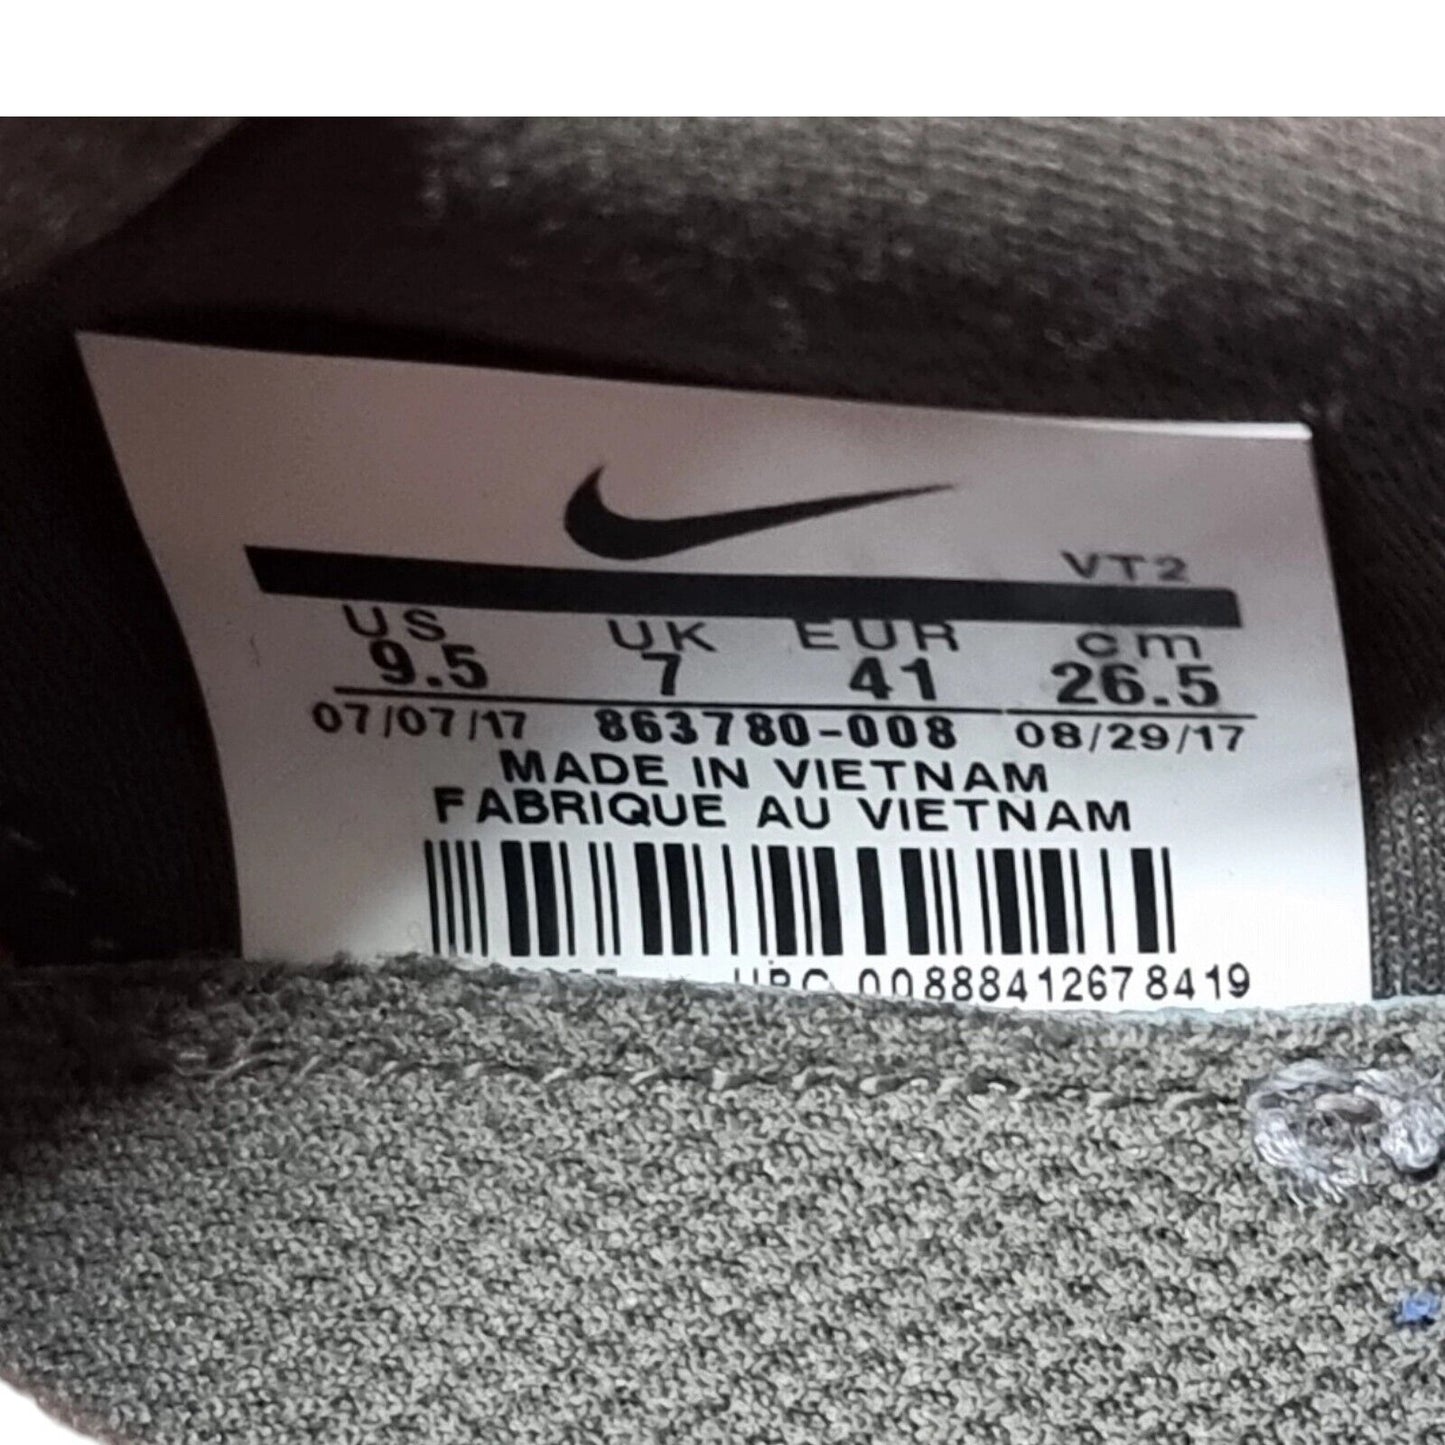 VT2
US UK EUR cm
9.5 7 41 26.5
07/07/17 863780-008 08/29/17
MADE IN VIETNAM
FABRIQUE AU VIETNAM
UPC 00888412678419